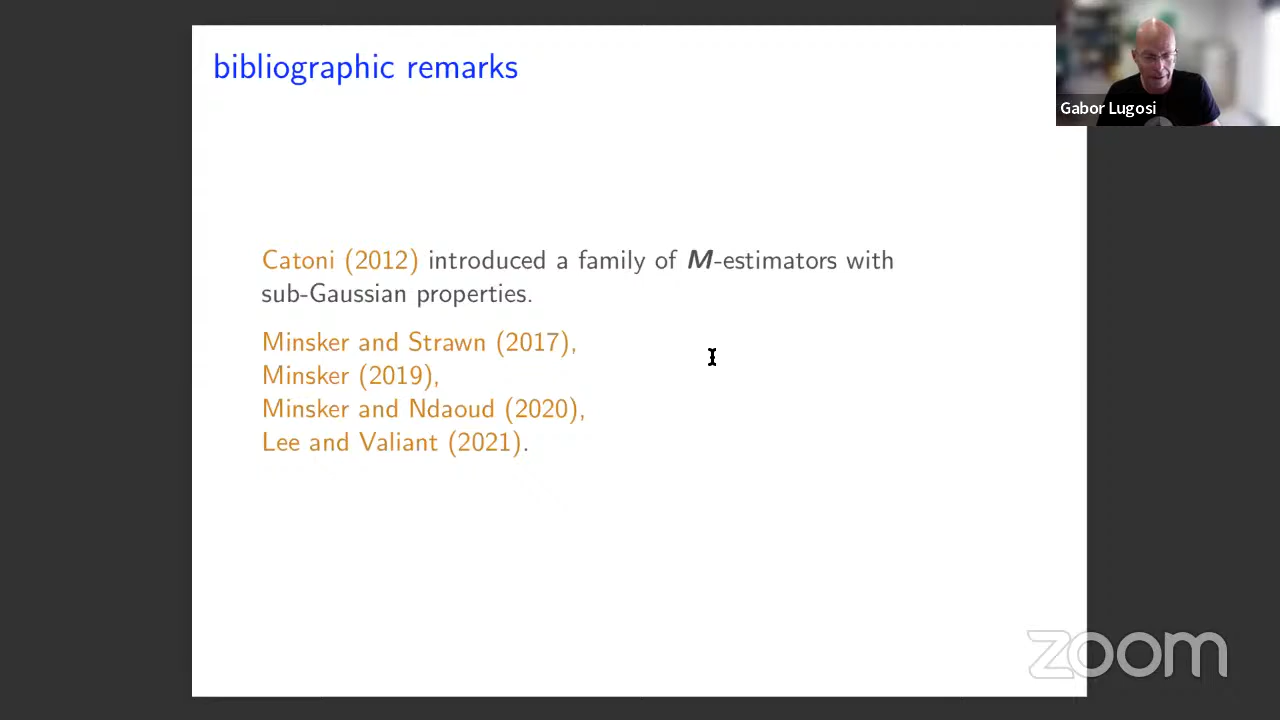 bibliographic remarks
Gabor Lugosi
Catoni (2012) introduced a family of M-estimators with
sub-Gaussian properties.
Minsker and Strawn (2017),
Minsker (2019),
Minsker and Ndaoud (2020),
Lee and Valiant (2021).
zoom